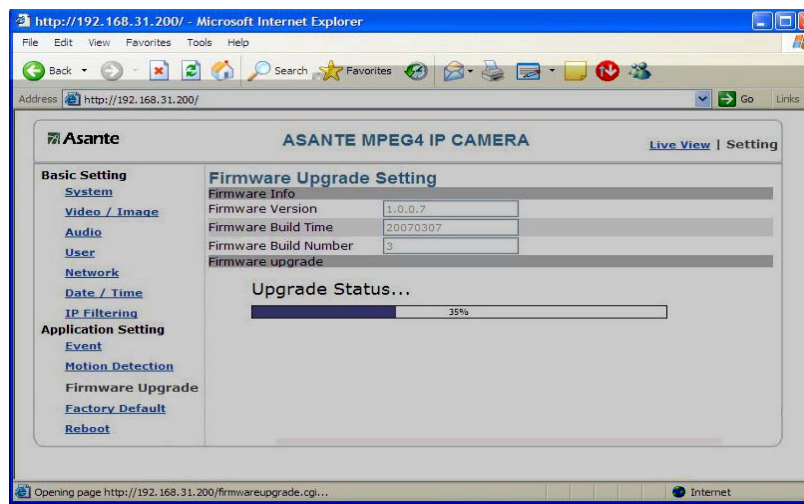 http://192.168.31.200/ - Microsoft Internet Explorer
File Edit View Favorites Tools Help
Back Search Favorites
Address http://192.168.31.200/ Go Links
Asante ASANTE MPEG4 IP CAMERA Live View | Setting
Basic Setting
System
Video / Image
Audio
User
Network
Date / Time
IP Filtering
Application Setting
Event
Motion Detection
Firmware Upgrade
Factory Default
Reboot
Firmware Upgrade Setting
Firmware Info
Firmware Version 1.0.0.7
Firmware Build Time 20070307
Firmware Build Number 3
Firmware upgrade
Upgrade Status...
35%
Opening page http://192.168.31.200/firmwareupgrade.cgi... Internet